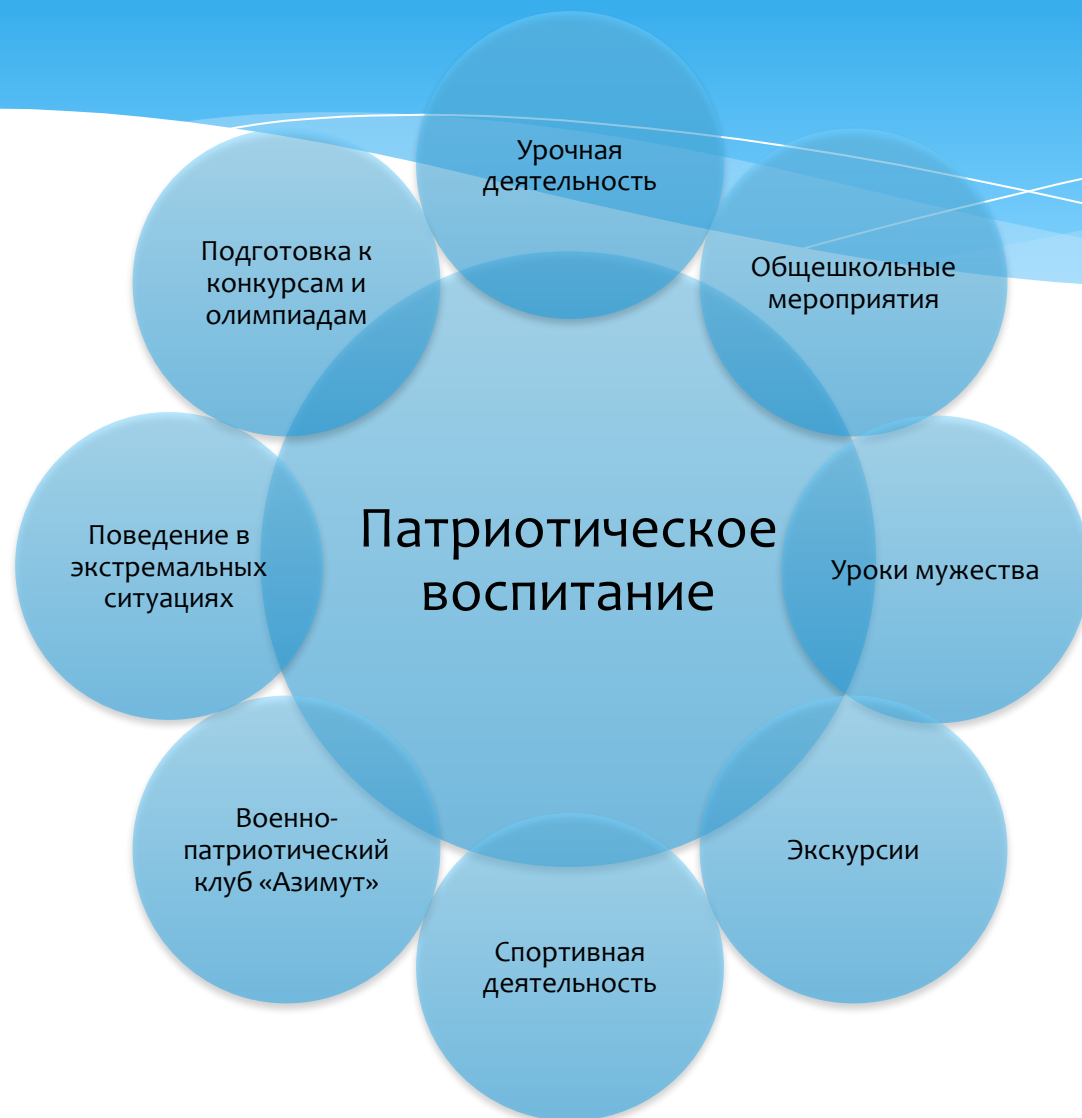 Урочная
деятельность
Общешкольные
мероприятия
Уроки мужества
Экскурсии
Спортивная
деятельность
Военно-
патриотический
клуб «Азимут»
Поведение в
экстремальных
ситуациях
Подготовка к
конкурсам и
олимпиадам
Патриотическое
воспитание